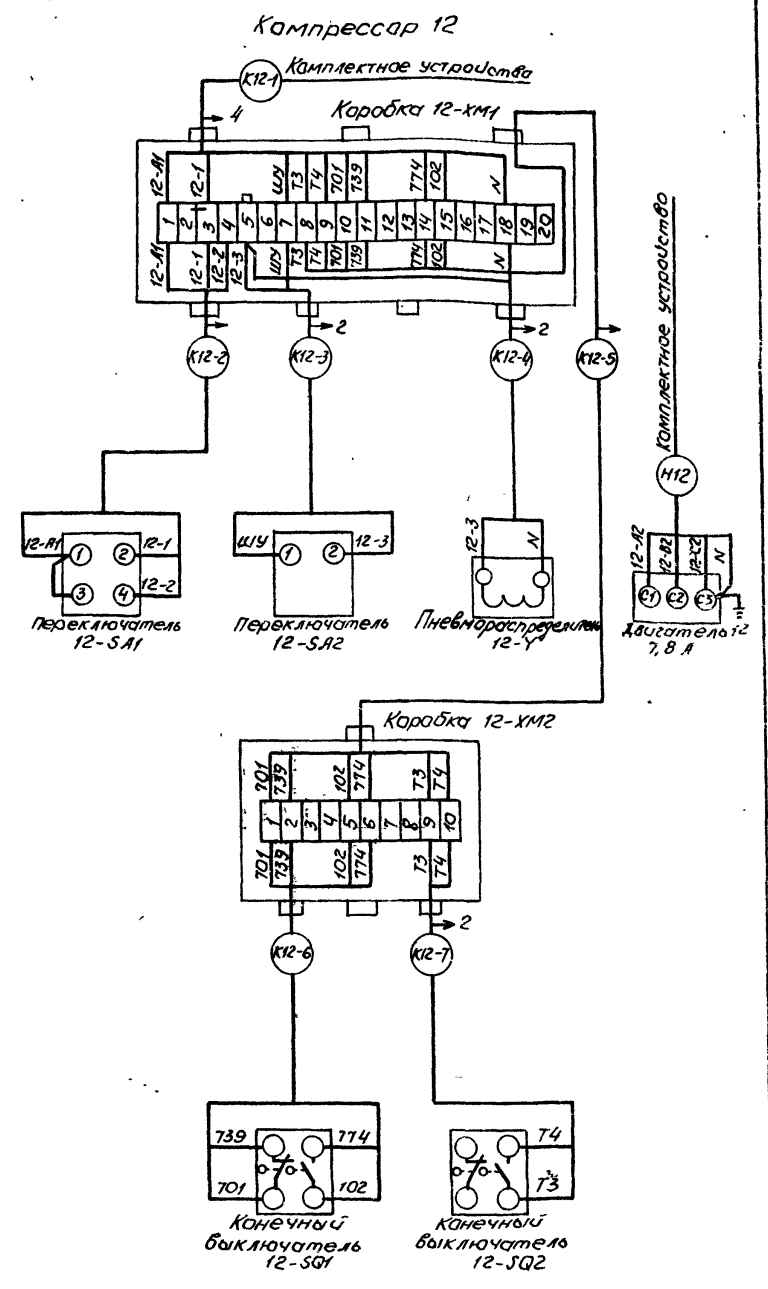 Компрессор 12
К12-1
Комплектное устройства
4
Коробка 12-ХМ1
12-А1
12-1
ШУ
Т3
Т4
701
739
774
102
N
1
2
3
4
5
6
7
8
9
10
11
12
13
14
15
16
17
18
19
20
12-А1
12-1
12-2
12-3
ШУ
Т3
Т4
701
739
774
102
N
2
2
К12-2
К12-3
К12-4
К12-5
Комплектное устройство
Н12
12-А1
1
2
12-1
3
4
12-2
Переключатель
12-SA1
ШУ
1
2
12-3
Переключатель
12-SA2
12-3
N
Пневмораспределитель
12-Y
12-А2
12-В2
12-С2
N
С1
С2
С3
Двигатель 12
7,8 А
Коробка 12-ХМ2
701
739
102
774
Т3
Т4
1
2
3
4
5
6
7
8
9
10
701
739
102
774
Т3
Т4
2
К12-6
К12-7
739
774
701
102
Конечный
выключатель
12-SQ1
Т4
Т3
Конечный
выключатель
12-SQ2